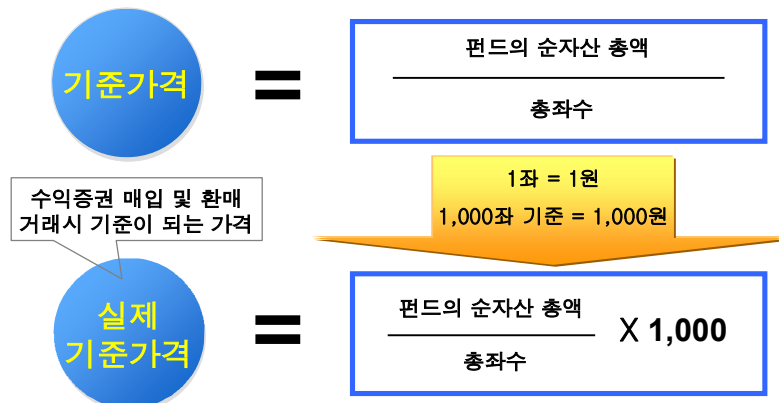 기준가격
=
펀드의 순자산 총액
총좌수
1좌 = 1원
1,000좌 기준 = 1,000원
수익증권 매입 및 환매
거래시 기준이 되는 가격
실제
기준가격
=
펀드의 순자산 총액
총좌수
X 1,000